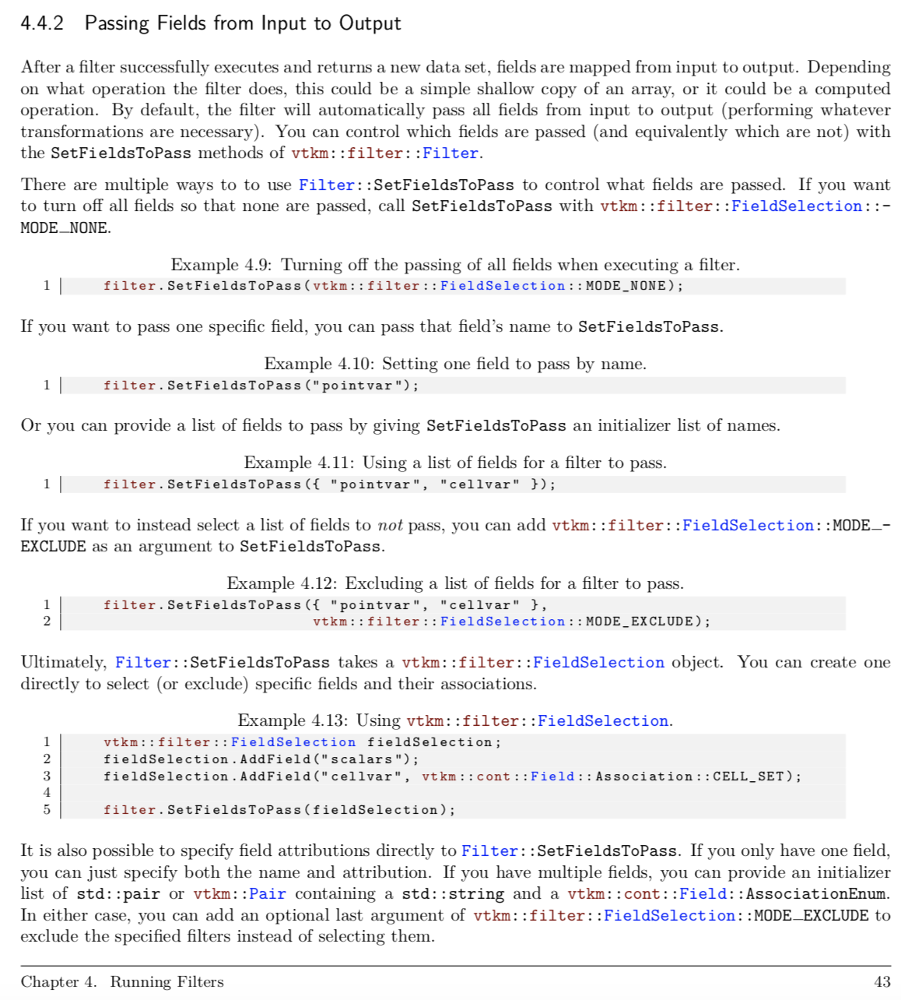 4.4.2 Passing Fields from Input to Output
After a filter successfully executes and returns a new data set, fields are mapped from input to output. Depending
on what operation the filter does, this could be a simple shallow copy of an array, or it could be a computed
operation. By default, the filter will automatically pass all fields from input to output (performing whatever
transformations are necessary). You can control which fields are passed (and equivalently which are not) with
the SetFieldsToPass methods of vtkm::filter::Filter.
There are multiple ways to to use Filter::SetFieldsToPass to control what fields are passed. If you want
to turn off all fields so that none are passed, call SetFieldsToPass with vtkm::filter::FieldSelection::-
MODE_NONE.
Example 4.9: Turning off the passing of all fields when executing a filter.
1 filter.SetFieldsToPass(vtkm::filter::FieldSelection::MODE_NONE);
If you want to pass one specific field, you can pass that field's name to SetFieldsToPass.
Example 4.10: Setting one field to pass by name.
1 filter.SetFieldsToPass("pointvar");
Or you can provide a list of fields to pass by giving SetFieldsToPass an initializer list of names.
Example 4.11: Using a list of fields for a filter to pass.
1 filter.SetFieldsToPass({ "pointvar", "cellvar" });
If you want to instead select a list of fields to not pass, you can add vtkm::filter::FieldSelection::MODE_-
EXCLUDE as an argument to SetFieldsToPass.
Example 4.12: Excluding a list of fields for a filter to pass.
1 filter.SetFieldsToPass({ "pointvar", "cellvar" },
2 vtkm::filter::FieldSelection::MODE_EXCLUDE);
Ultimately, Filter::SetFieldsToPass takes a vtkm::filter::FieldSelection object. You can create one
directly to select (or exclude) specific fields and their associations.
Example 4.13: Using vtkm::filter::FieldSelection.
1 vtkm::filter::FieldSelection fieldSelection;
2 fieldSelection.AddField("scalars");
3 fieldSelection.AddField("cellvar", vtkm::cont::Field::Association::CELL_SET);
4
5 filter.SetFieldsToPass(fieldSelection);
It is also possible to specify field attributions directly to Filter::SetFieldsToPass. If you only have one field,
you can just specify both the name and attribution. If you have multiple fields, you can provide an initializer
list of std::pair or vtkm::Pair containing a std::string and a vtkm::cont::Field::AssociationEnum.
In either case, you can add an optional last argument of vtkm::filter::FieldSelection::MODE_EXCLUDE to
exclude the specified filters instead of selecting them.
Chapter 4. Running Filters 43